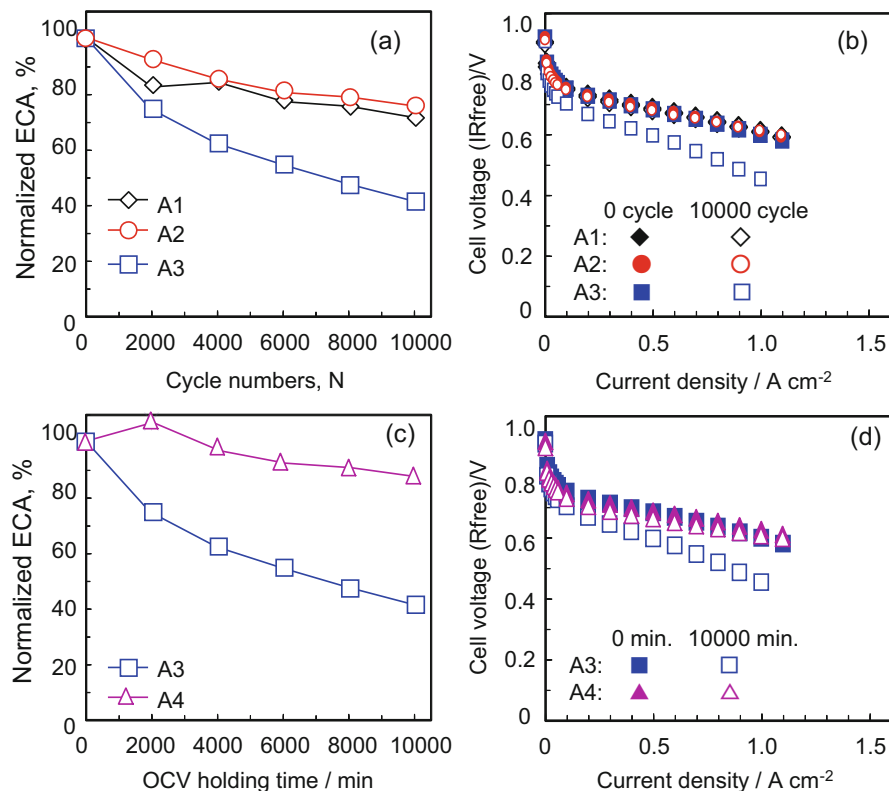 (a)
Normalized ECA, %
100
80
60
40
80
60
0
A1
A2
A3
0 2000 4000 6000 8000 10000
Cycle numbers, N
(b)
Cell voltage (IRfree)/V
1.0
0.8
0.6
0.4
0.2
0
0 cycle 10000 cycle
A1:
A2:
A3:
0 0.5 1.0 1.5
Current density / A cm-2
(c)
Normalized ECA, %
100
80
60
40
80
0
A3
A4
0 2000 4000 6000 8000 10000
OCV holding time / min
(d)
Cell voltage (Rfree)/V
1.0
0.8
0.6
0.4
0.2
0
0 min. 10000 min.
A3:
A4:
0 0.5 1.0 1.5
Current density / A cm-2